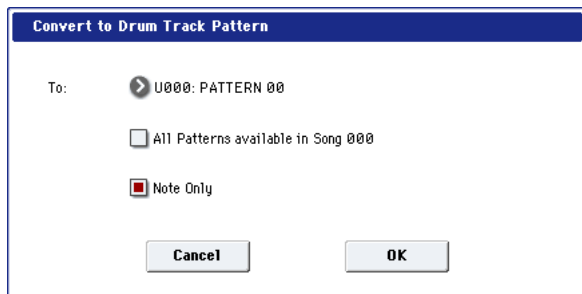 Convert to Drum Track Pattern
To: U000: PATTERN 00
All Patterns available in Song 000
Note Only
Cancel OK